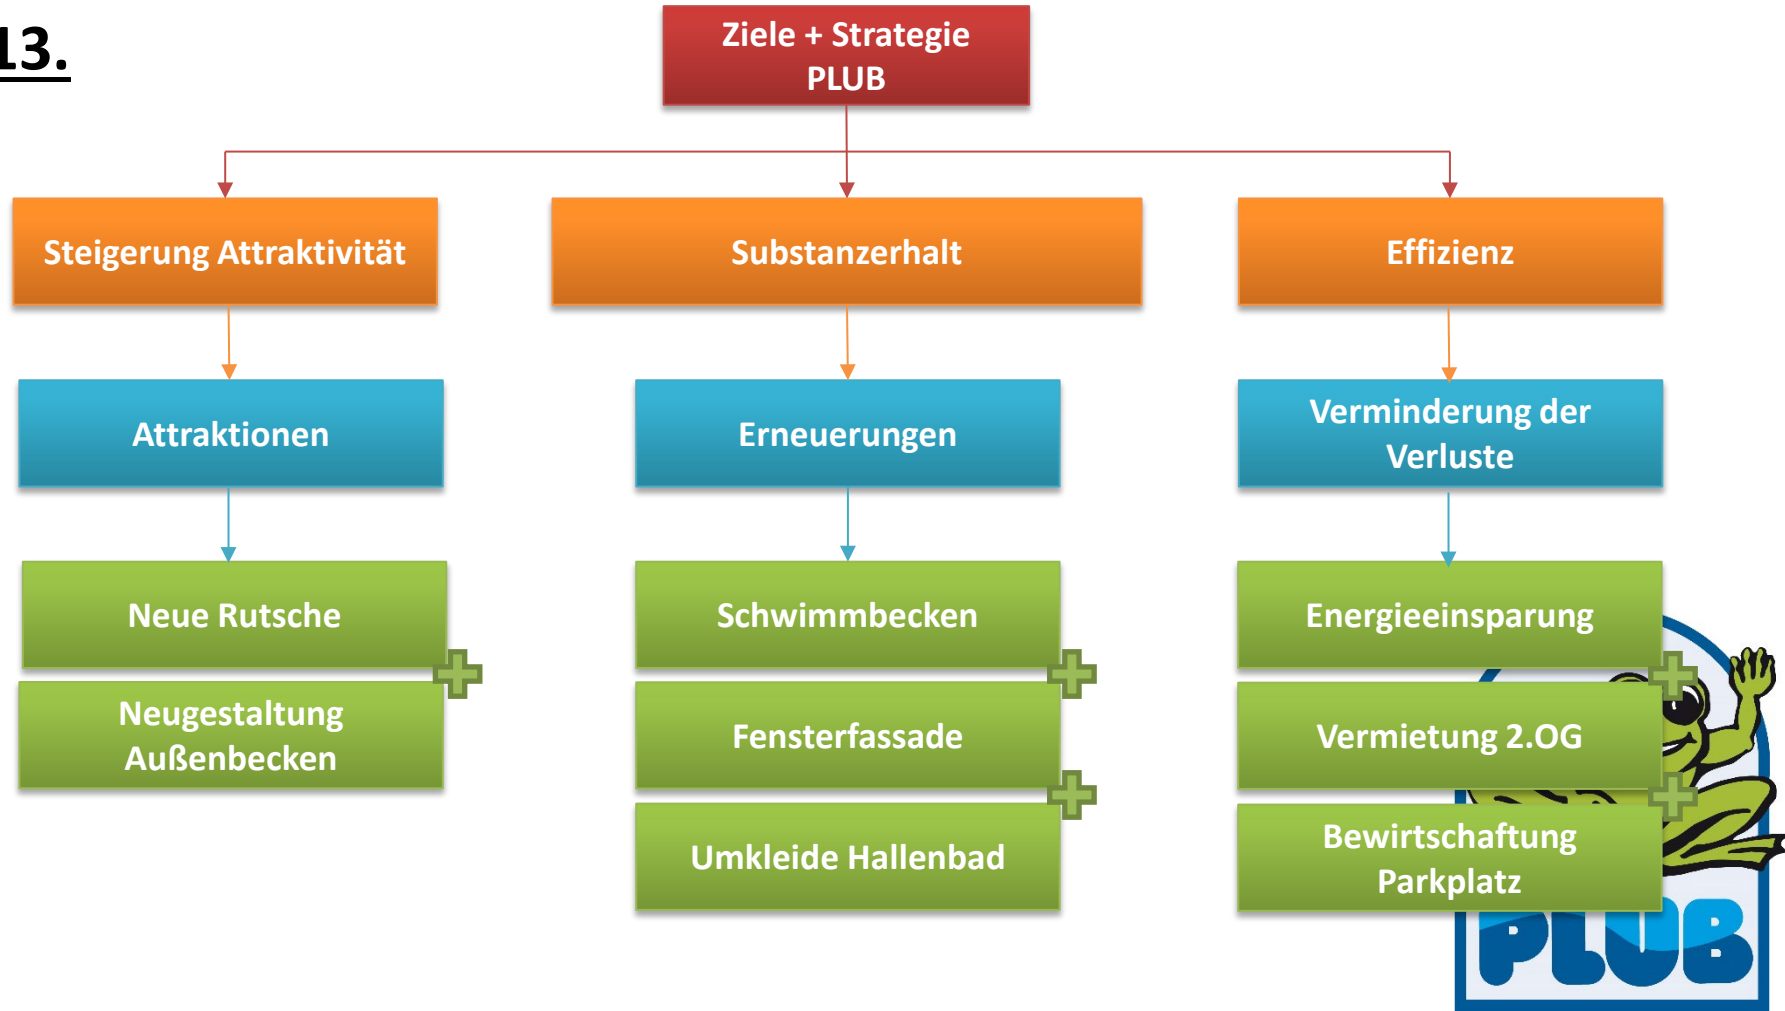 13.
Ziele + Strategie
PLUB
Steigerung Attraktivität
Substanzerhalt
Effizienz
Attraktionen
Erneuerungen
Verminderung der
Verluste
Neue Rutsche
Schwimmbecken
Energieeinsparung
Neugestaltung
Außenbecken
Fensterfassade
Vermietung 2.OG
Umkleide Hallenbad
Bewirtschaftung
Parkplatz
PLUB